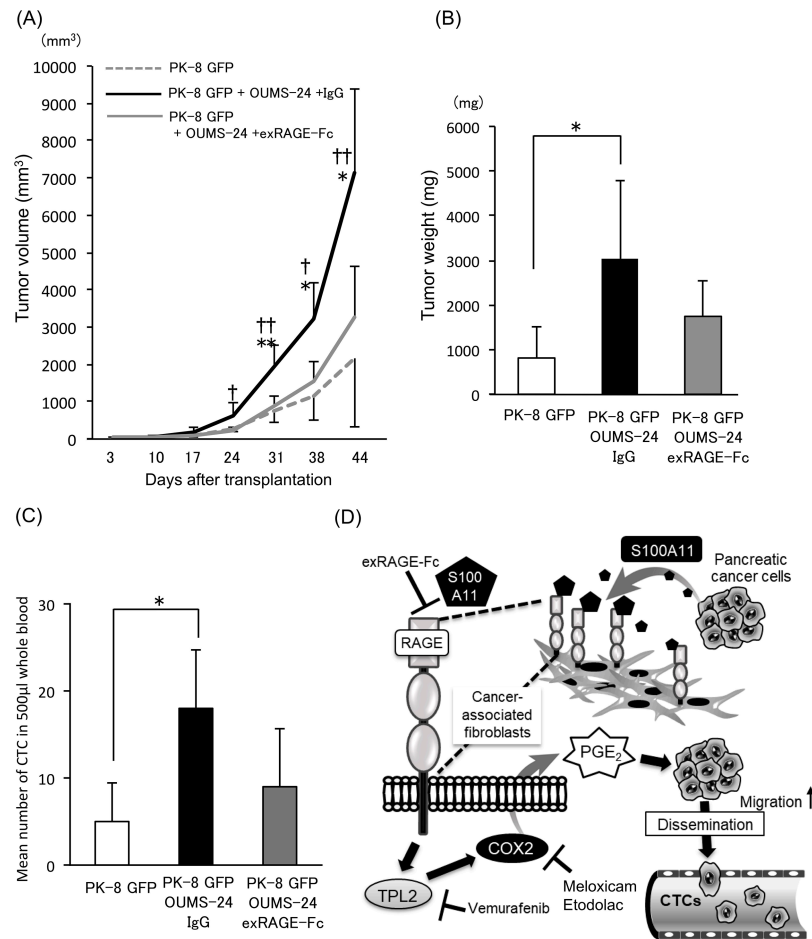 (A)
(mm³)
10000
9000
8000
7000
6000
5000
4000
3000
2000
1000
0
Tumor volume (mm³)
PK-8 GFP
PK-8 GFP + OUMS-24 +IgG
PK-8 GFP
+ OUMS-24 +exRAGE-Fc
†
††
**
†
*
††
*
3 10 17 24 31 38 44
Days after transplantation
(B)
(mg)
6000
5000
4000
3000
2000
1000
0
Tumor weight (mg)
*
PK-8 GFP
PK-8 GFP
OUMS-24
IgG
PK-8 GFP
OUMS-24
exRAGE-Fc
(C)
30
20
10
0
Mean number of CTC in 500µl whole blood
*
PK-8 GFP
PK-8 GFP
OUMS-24
IgG
PK-8 GFP
OUMS-24
exRAGE-Fc
(D)
exRAGE-Fc
S100
A11
RAGE
S100A11
Pancreatic
cancer cells
Cancer-
associated
fibroblasts
PGE₂
Migration
Dissemination
COX2
TPL2
Vemurafenib
Meloxicam
Etodolac
CTCs